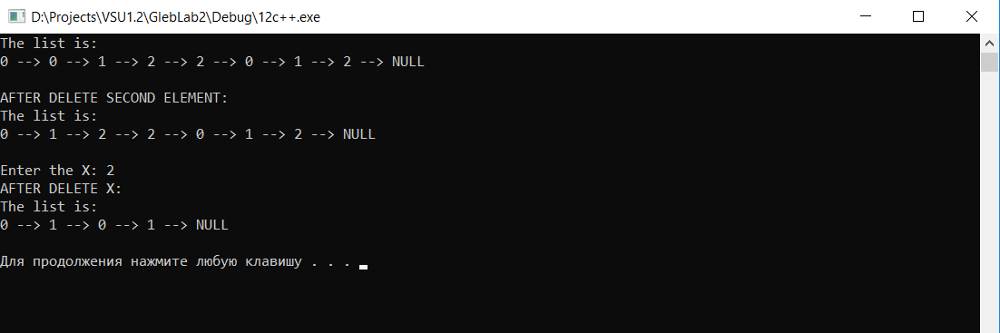 D:\Projects\VSU1.2\GlebLab2\Debug\12c++.exe
The list is:
0 --> 0 --> 1 --> 2 --> 2 --> 0 --> 1 --> 2 --> NULL
AFTER DELETE SECOND ELEMENT:
The list is:
0 --> 1 --> 2 --> 2 --> 0 --> 1 --> 2 --> NULL
Enter the X: 2
AFTER DELETE X:
The list is:
0 --> 1 --> 0 --> 1 --> NULL
Для продолжения нажмите любую клавишу . . .